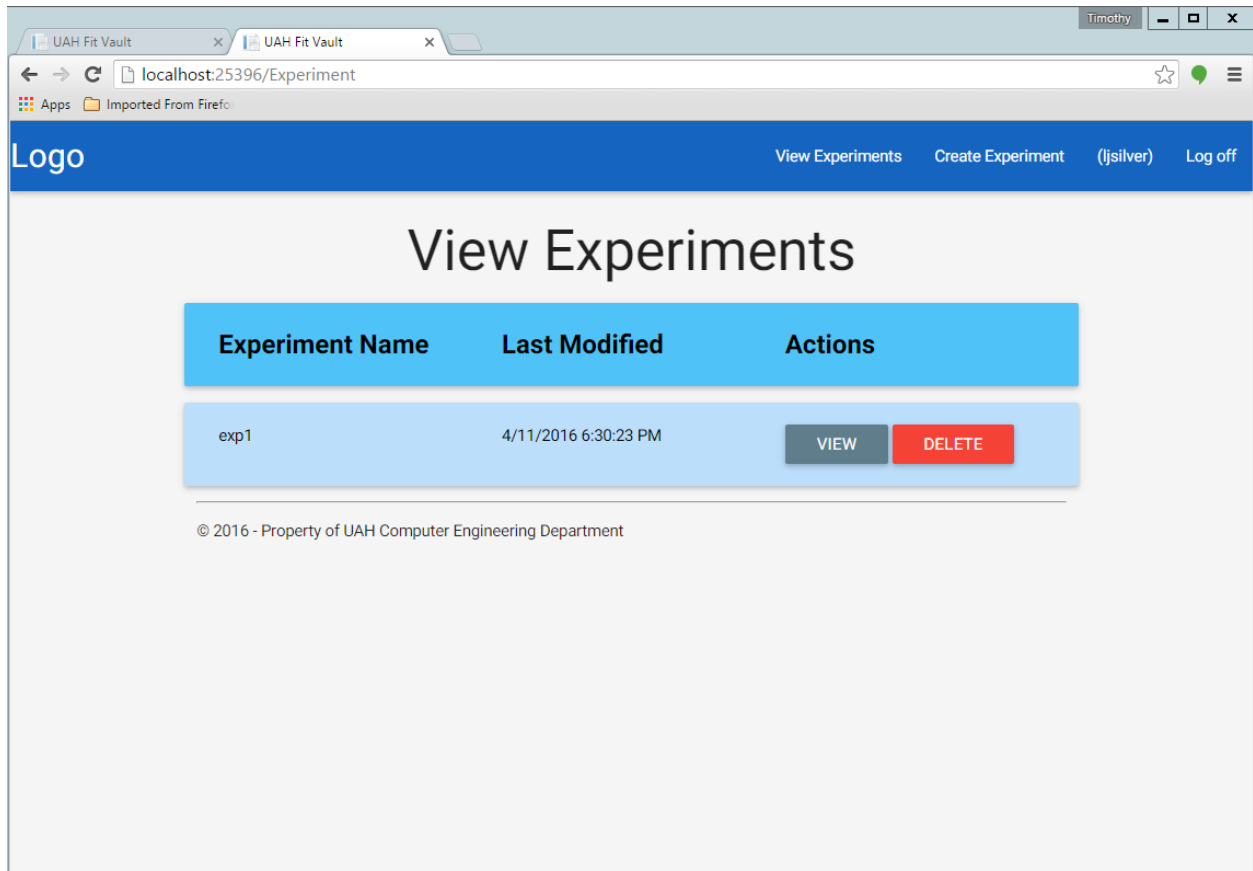 Timothy
UAH Fit Vault UAH Fit Vault
localhost:25396/Experiment
Apps Imported From Firefo
Logo View Experiments Create Experiment (ljsilver) Log off
View Experiments
Experiment Name Last Modified Actions
exp1 4/11/2016 6:30:23 PM VIEW DELETE
© 2016 - Property of UAH Computer Engineering Department